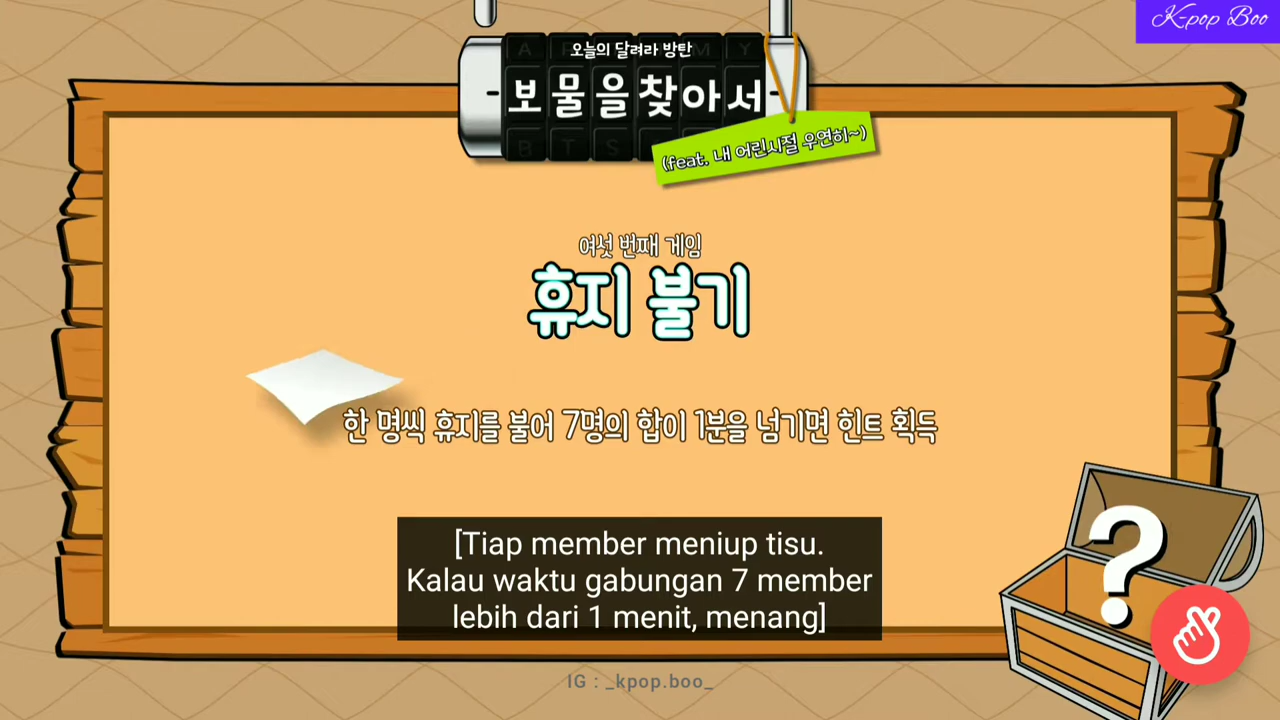 K-pop Boo
오늘의 달려라 방탄
보물을찾아서
(feat. 내 어린시절 우연히~)
여섯 번째 게임
휴지 불기
한 명씩 휴지를 불어 7명의 합이 1분을 넘기면 힌트 획득
?
[Tiap member meniup tisu.
Kalau waktu gabungan 7 member
lebih dari 1 menit, menang]
IG : _kpop.boo_